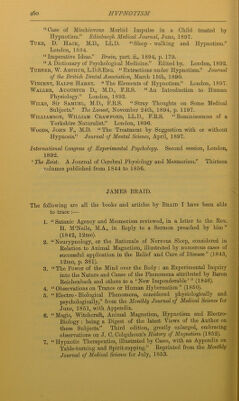 460 HYPNOTISM
"Case of Mischievous Morbid Impulse in a Child treated by
Hypnotism." Edinburgh Medical Journal, June, 1897.
Tuke, D. Hack, M.D., LL.D. "Sleep-walking and Hypnotism."
London, 1884.
"Imperative Ideas." Brain, part. ii., 1894, p. 179.
"A Dictionary of Psychological Medicine." Edited by. London, 1892.
Turner, W. Andrew, L.D.S Eng. "Extractions under Hypnotism." Journal
of the British Dental Association, March 15th, 1890.
Vincent, Ralph Harry. "The Elements of Hypnotism." London, 1897.
Waller, Augustus D., M.D., F.R.S. "An Introduction to Human
Physiology." London, 1893.
Wilks, Sir Samuel, M.D., F.R.S. "Stray Thoughts on Some Medical
Subjects." The Lancet, November 24th, 1894, p. 1197.
Williamson, William Crawford, LL.D., F.R.S. "Reminiscences of a
Yorkshire Naturalist." London, 1896.
Woods, John F., M.D. "The Treatment by Suggestion with or without
Hypnosis." Journal of Mental Science, April, 1897.
International Congress of Experimental Psychology. Second session, London,
1892.
The Zoist. A Journal of Cerebral Physiology and Mesmerism. Thirteen
volumes published from 1844 to 1856.
JAMES BRAID.
The following are all the books and articles by Braid I have been able
to trace:—
1. "Satanic Agency and Mesmerism reviewed, in a letter to the Rev.
H. M'Neile, M.A., in Reply to a Sermon preached by him"
(1842, 12mo).
2. "Neurypnology, or the Rationale of Nervous Sleep, considered in
Relation to Animal Magnetism, illustrated by numerous cases of
successful application in the Relief and Cure of Disease" (1843,
12mo, p. 288).
3. "The Power of the Mind over the Body: an Experimental Inquiry
into the Nature and Cause of the Phenomena attributed by Baron
Reichenbach and others to a 'New Imponderable'" (1846).
4. "Observations on Trance or Human Hybernation" (1850).
5. "Electro-Biological Phenomena, considered physiologically and
psychologically," from the Monthly Journal of Medical Science for
June, 1851, with Appendix.
6. "Magic, Witchcraft, Animal Magnetism, Hypnotism and Electro-
Biology: being a Digest of the latest Views of the Author on
these Subjects." Third edition, greatly enlarged, embracing
observations on J. C. Colquhoun's History of Magnetism (1852).
7. "Hypnotic Therapeutics, illustrated by Cases, with an Appendix on
Table-turning and Spirit-rapping." Reprinted from the Monthly
Journal of Medical Science for July, 1853.